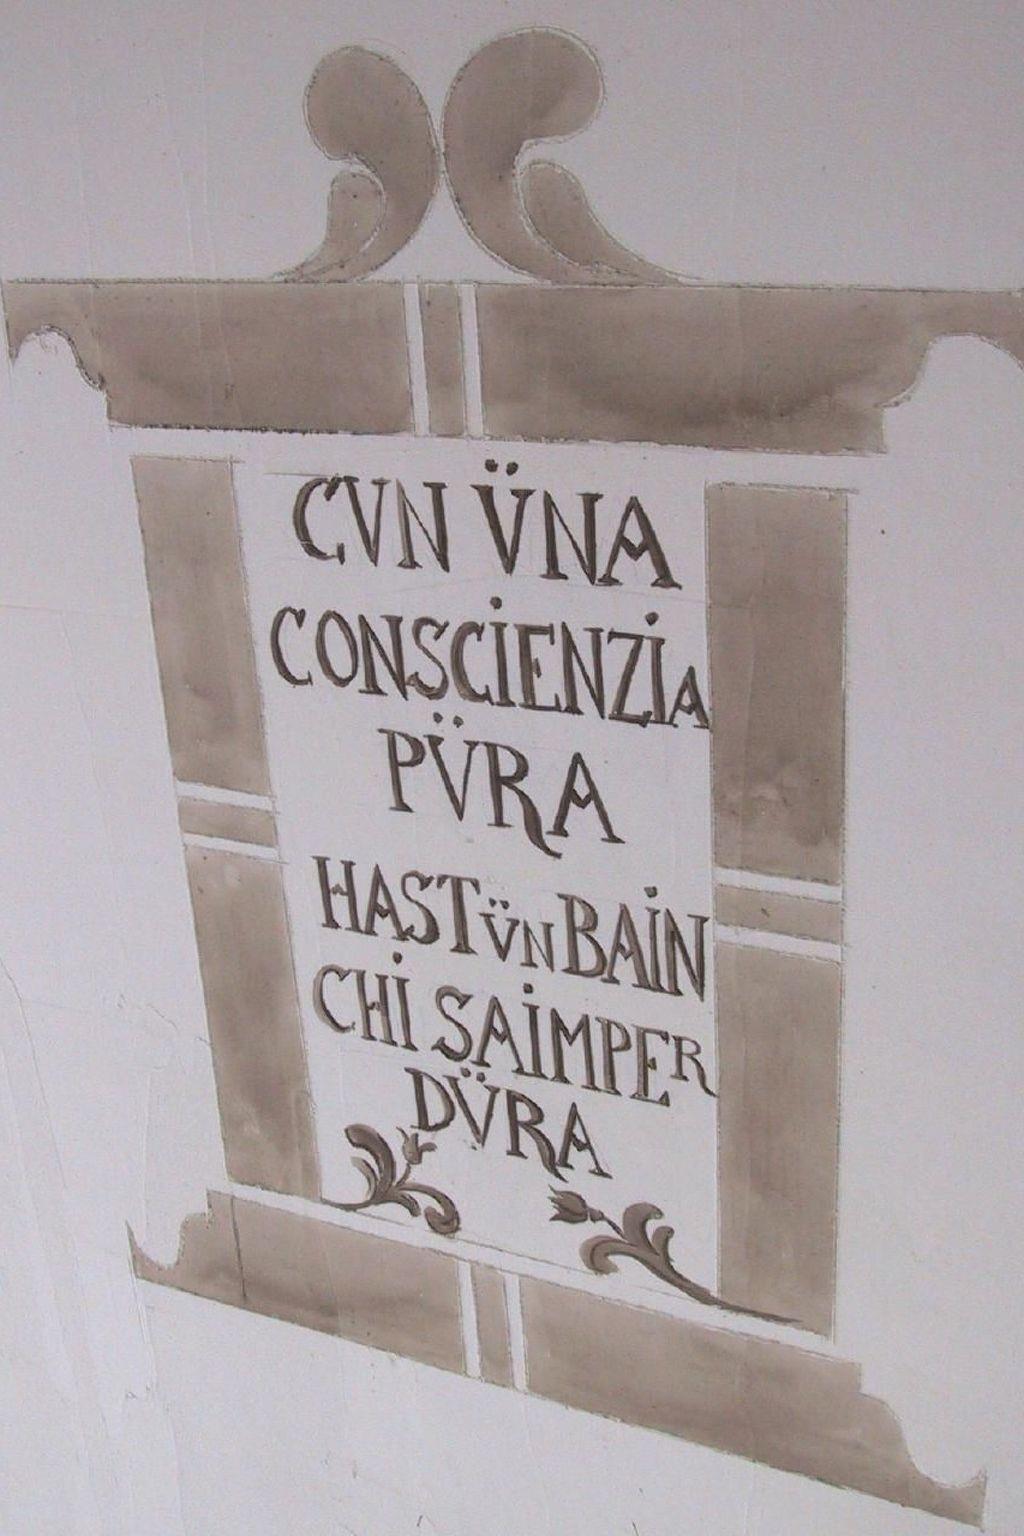 CVN ÜNA
CONSCIENZIA
PÜRA
HAST ÜN BAIN
CHI SAIMPER
DÜRA